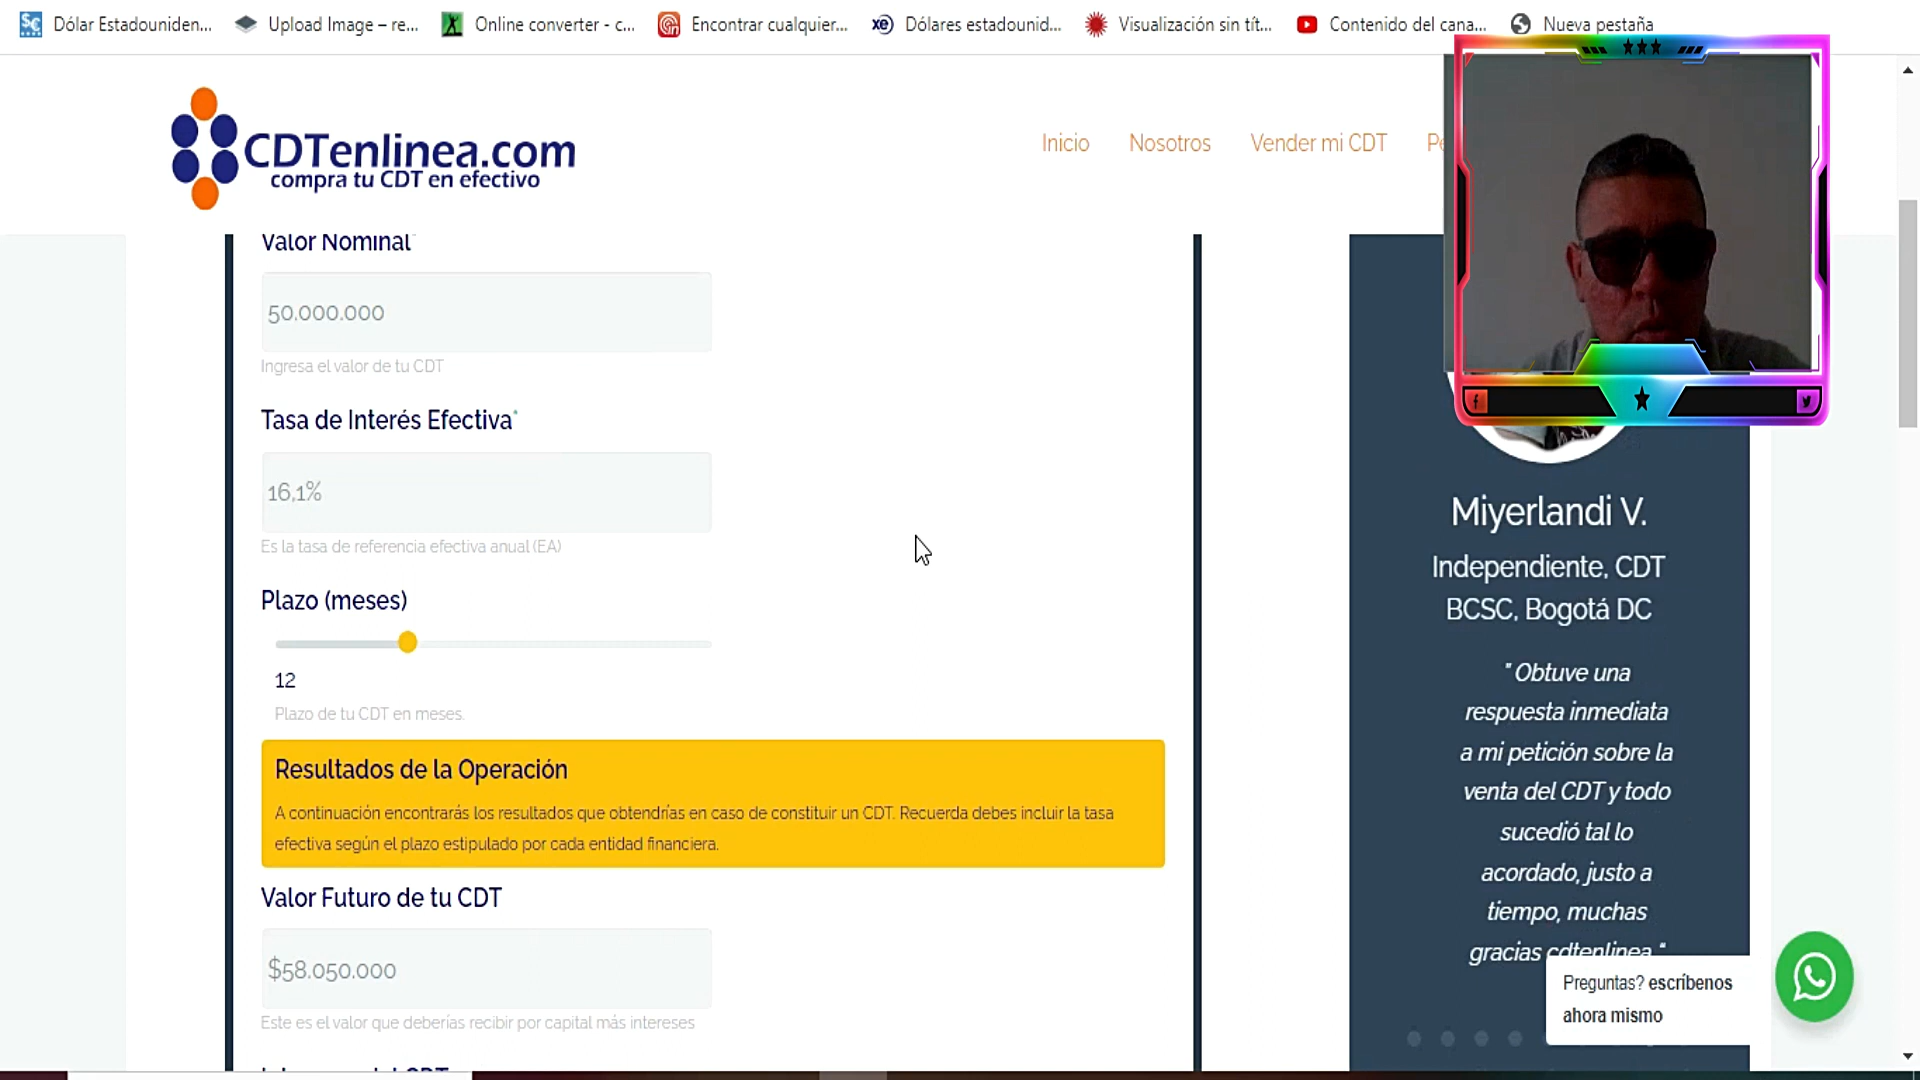 Dólar Estadouniden...
Upload Image – re...
Online converter - c...
Encontrar cualquier...
Dólares estadounid...
Visualización sin tít...
Contenido del cana...
Nueva pestaña
CDTenlinea.com
compra tu CDT en efectivo
Inicio
Nosotros
Vender mi CDT
Valor Nominal*
50.000.000
Ingresa el valor de tu CDT
Tasa de Interés Efectiva*
16,1%
Es la tasa de referencia efectiva anual (EA)
Plazo (meses)
12
Plazo de tu CDT en meses.
Resultados de la Operación
A continuación encontrarás los resultados que obtendrías en caso de constituir un CDT. Recuerda debes incluir la tasa
efectiva según el plazo estipulado por cada entidad financiera.
Valor Futuro de tu CDT
$58.050.000
Este es el valor que deberías recibir por capital más intereses
Miyerlandi V.
Independiente, CDT
BCSC, Bogotá DC
" Obtuve una
respuesta inmediata
a mi petición sobre la
venta del CDT y todo
sucedió tal lo
acordado, justo a
tiempo, muchas
gracias cdtenlinea "
Preguntas? escríbenos
ahora mismo